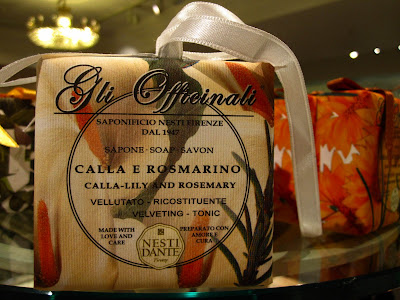 Gli Officinali
SAPONIFICIO NESTI FIRENZE
DAL 1947
SAPONE - SOAP - SAVON
CALLA E ROSMARINO
CALLA-LILY AND ROSEMARY
VELLUTATO - RICOSTITUENTE
VELVETING - TONIC
MADE WITH
LOVE AND
CARE
NESTI
DANTE
Firenze
PREPARATO CON
AMORE E
CURA